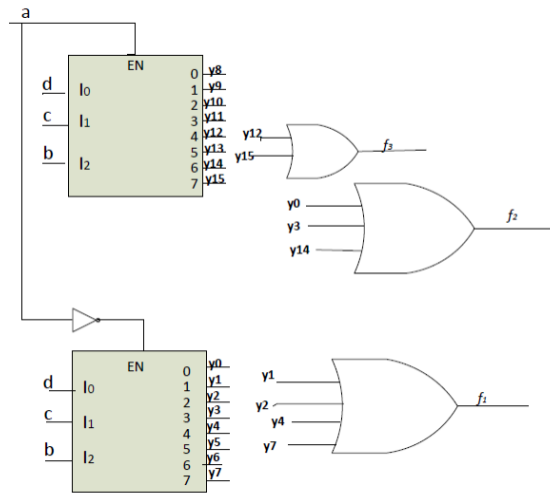 a
EN
d I₀ 0 y8
1 y9
2 y10
c I₁ 3 y11
4 y12
5 y13
b I₂ 6 y14
7 y15
y12
y15
f₃
y0
y3
y14
f₂
EN
d I₀ 0 y0
1 y1
2 y2
c I₁ 3 y3
4 y4
5 y5
b I₂ 6 y6
7 y7
y1
y2
y4
y7
f₁